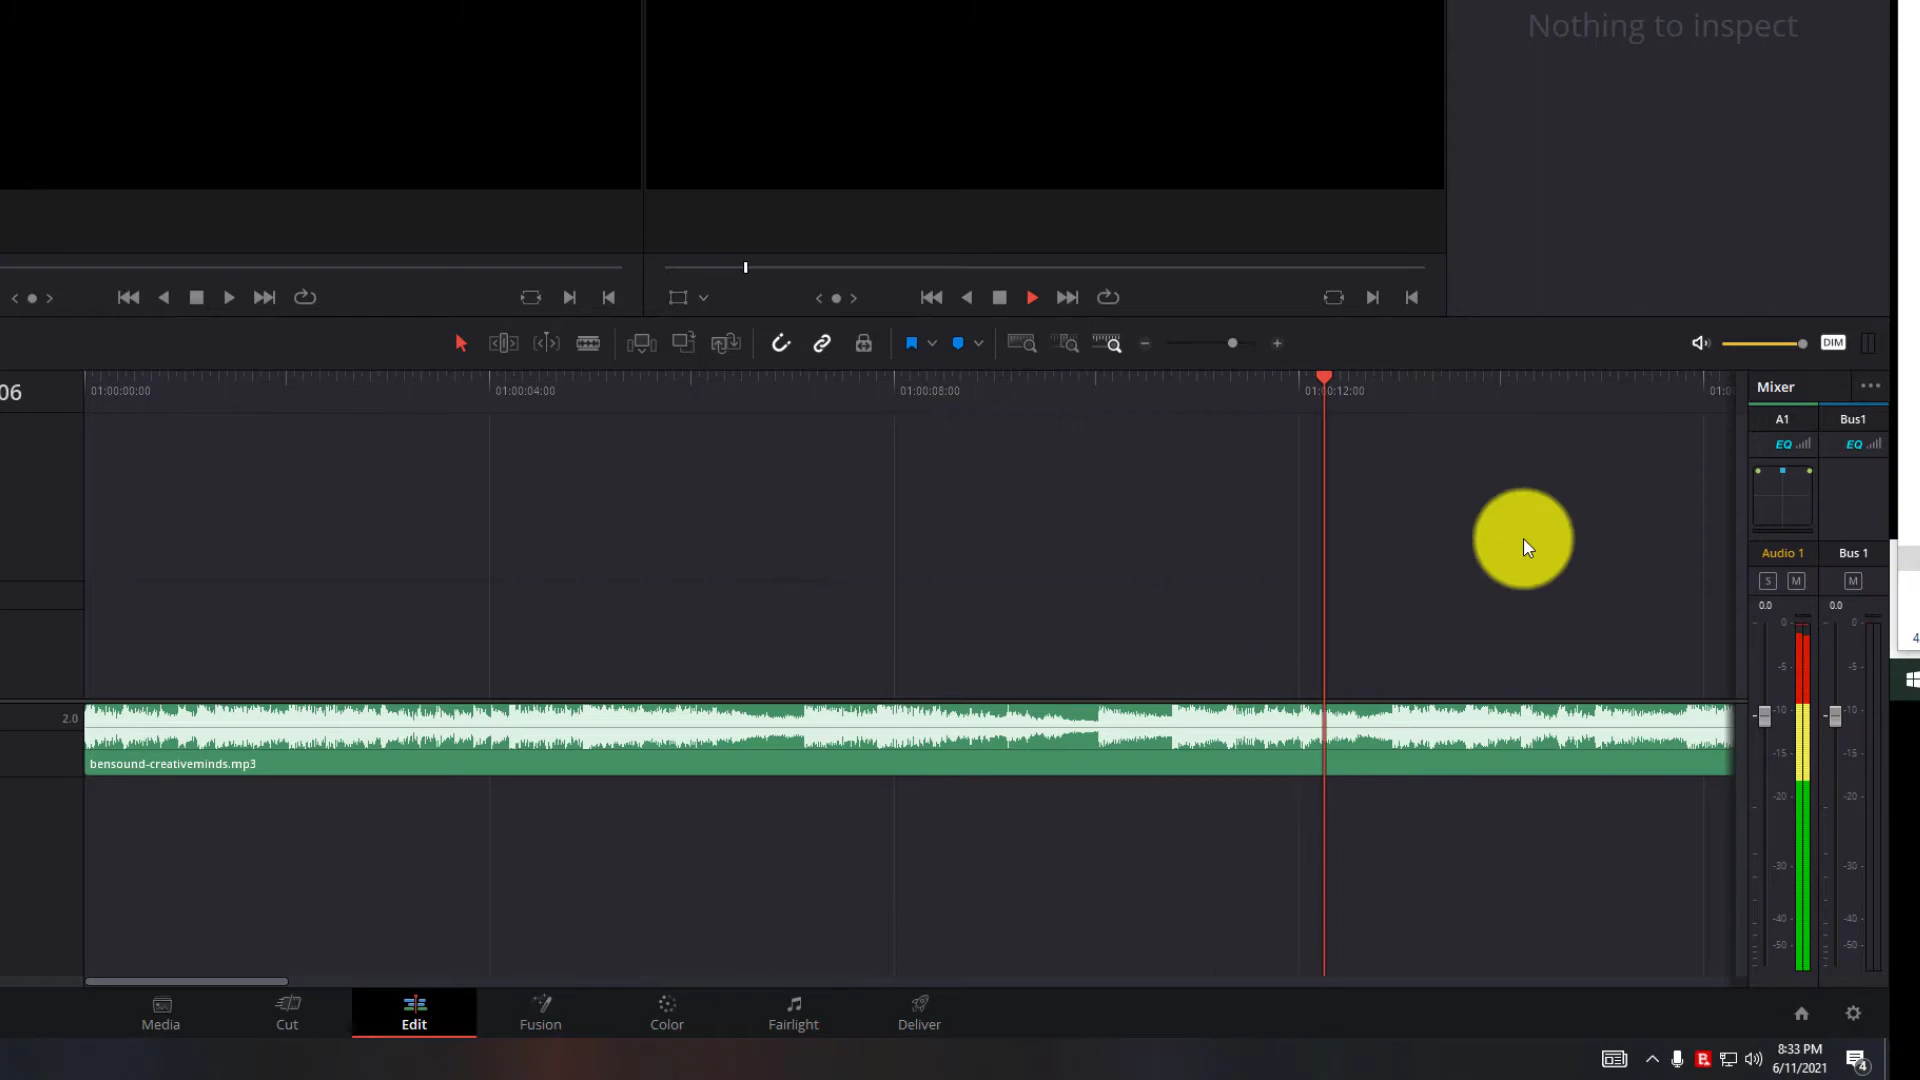 Nothing to inspect
DIM
06
01:00:00:00
01:00:04:00
01:00:08:00
01:00:12:00
Mixer
A1
Bus1
EQ
EQ
Audio 1
Bus 1
S
M
M
0.0
0.0
0
0
-5
-5
-10
-10
-15
-15
-20
-20
-30
-30
-40
-40
-50
-50
2.0
bensound-creativeminds.mp3
Media
Cut
Edit
Fusion
Color
Fairlight
Deliver
8:33 PM
6/11/2021
4